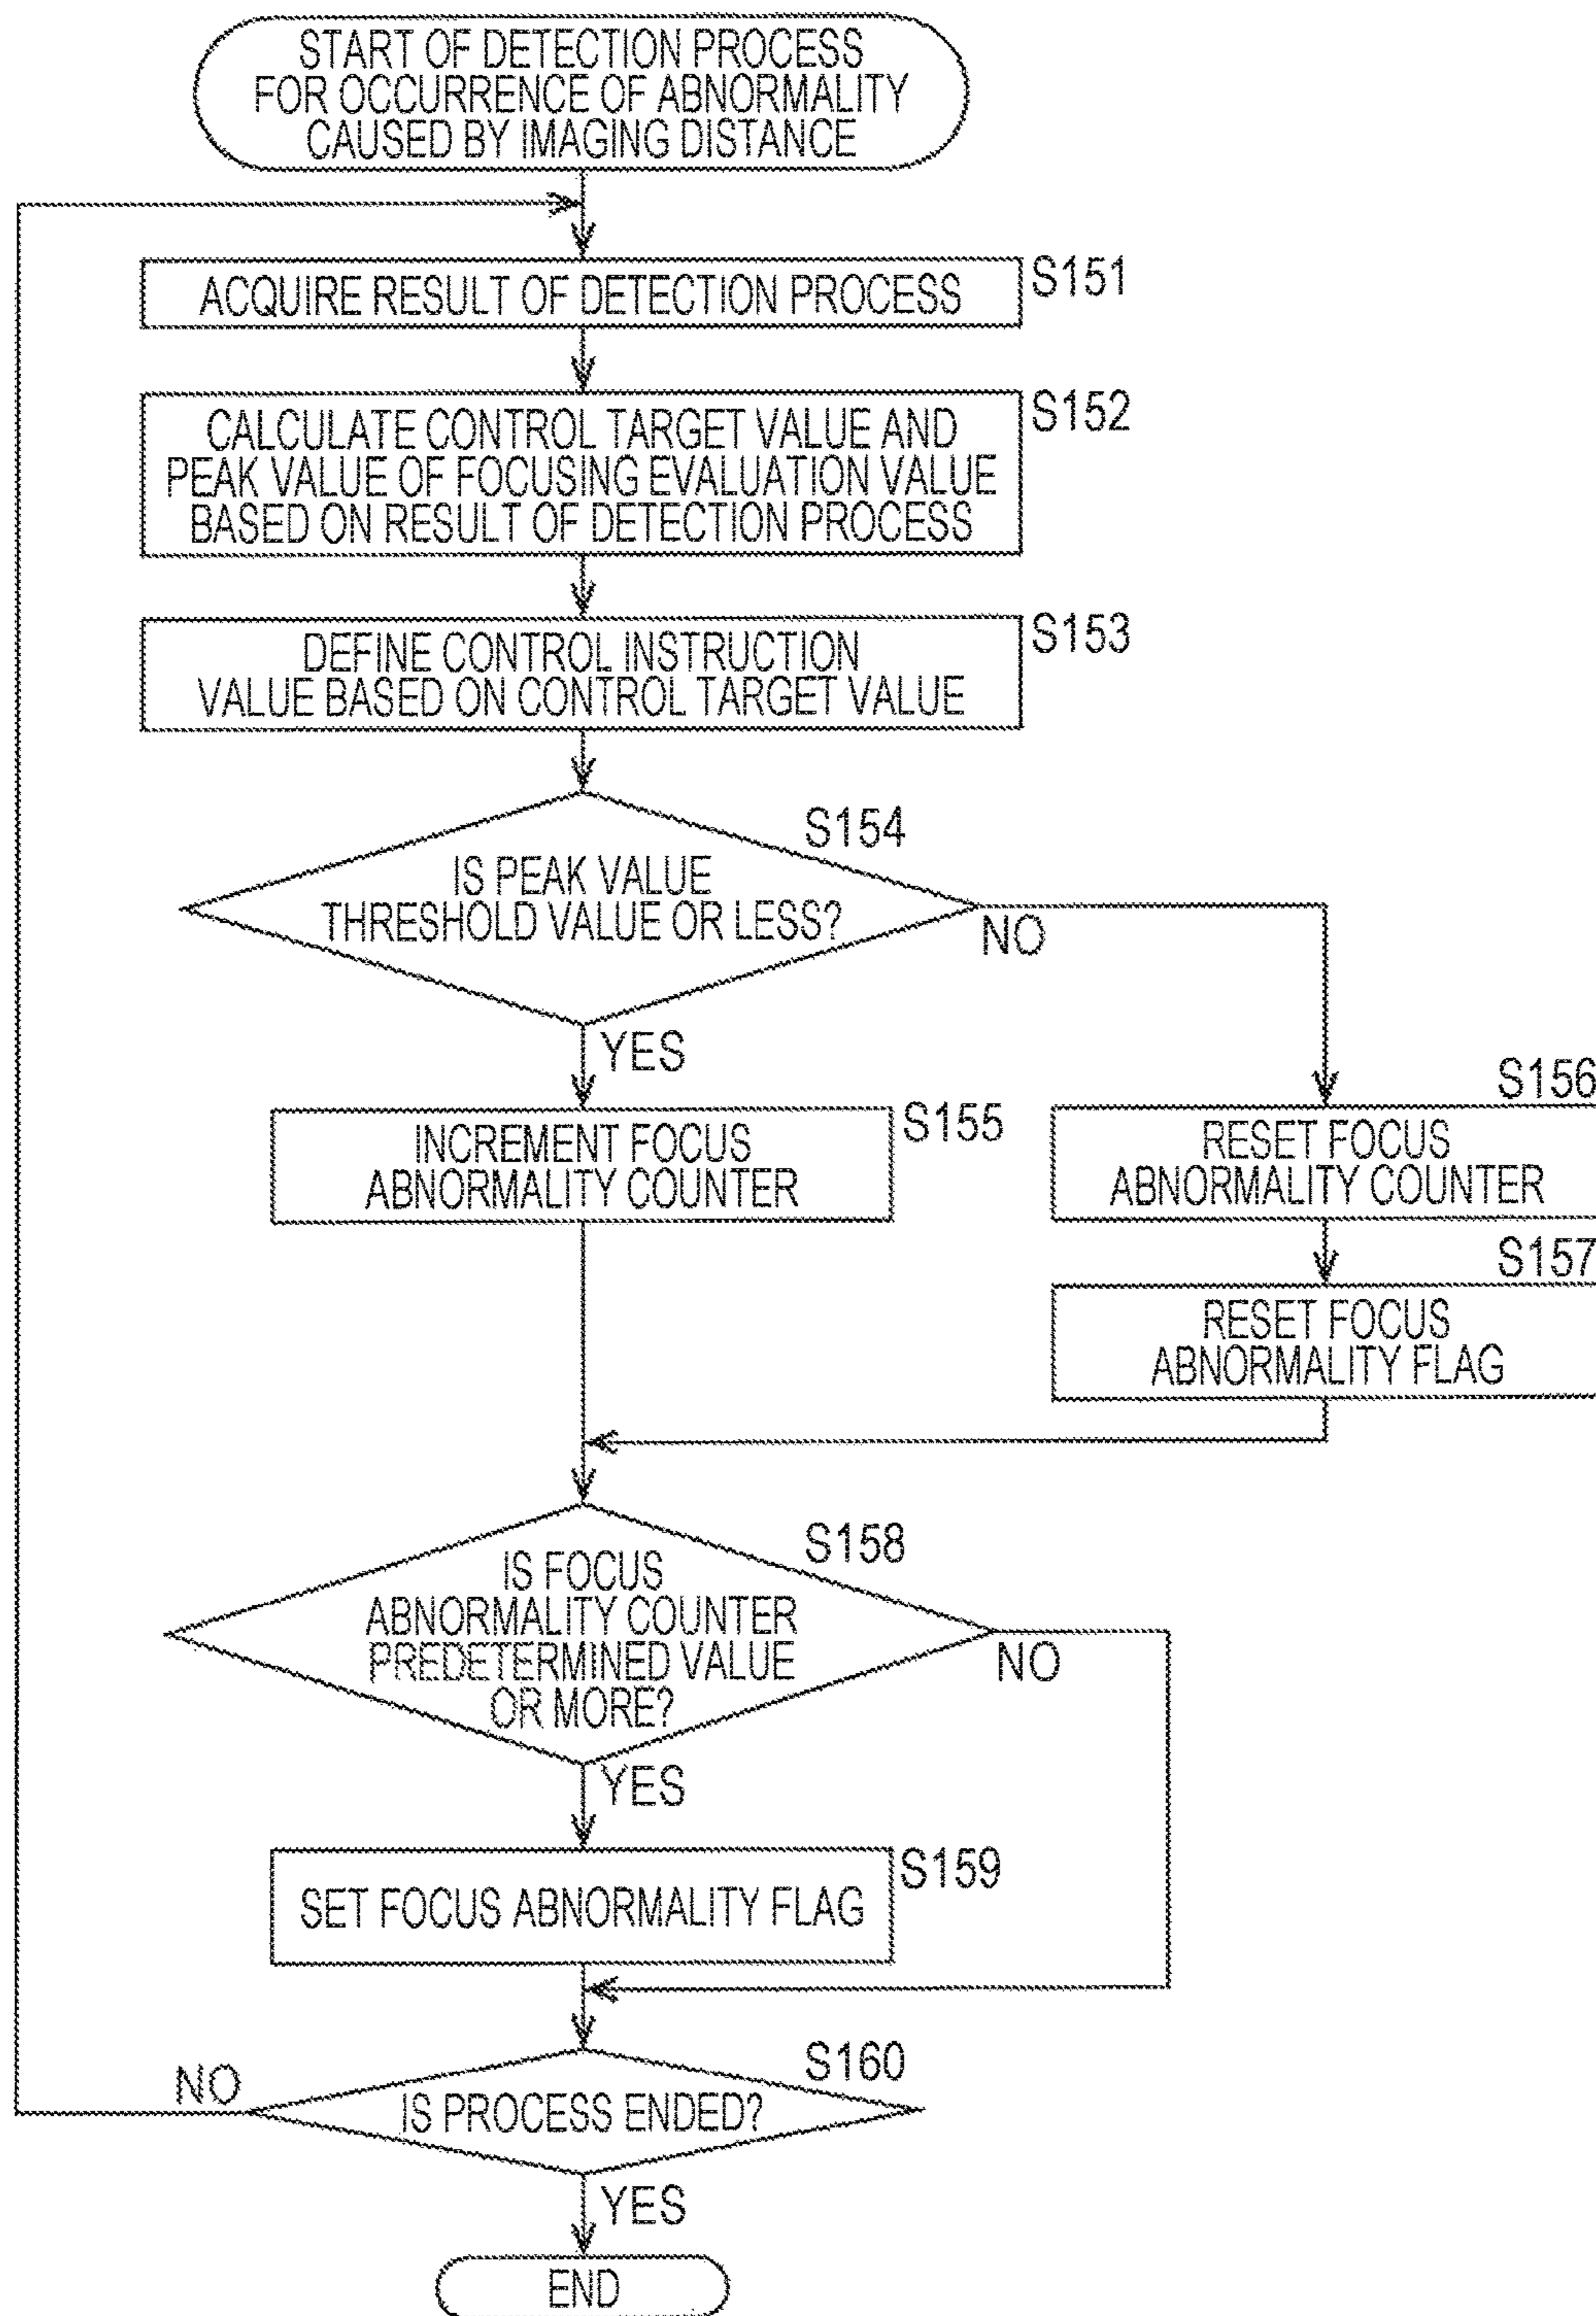 START OF DETECTION PROCESS
FOR OCCURRENCE OF ABNORMALITY
CAUSED BY IMAGING DISTANCE
S151
ACQUIRE RESULT OF DETECTION PROCESS
S152
CALCULATE CONTROL TARGET VALUE AND
PEAK VALUE OF FOCUSING EVALUATION VALUE
BASED ON RESULT OF DETECTION PROCESS
S153
DEFINE CONTROL INSTRUCTION
VALUE BASED ON CONTROL TARGET VALUE
S154
IS PEAK VALUE
THRESHOLD VALUE OR LESS?
NO
YES
S155
INCREMENT FOCUS
ABNORMALITY COUNTER
S156
RESET FOCUS
ABNORMALITY COUNTER
S157
RESET FOCUS
ABNORMALITY FLAG
S158
IS FOCUS
ABNORMALITY COUNTER
PREDETERMINED VALUE
OR MORE?
NO
YES
S159
SET FOCUS ABNORMALITY FLAG
S160
NO
IS PROCESS ENDED?
YES
END